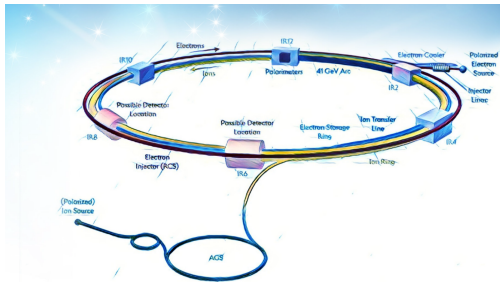 IR12
Electrons
IR10
Ions
Polarimeters
41 GeV Arc
Electron Cooler
Polarized
Electron
Source
IR2
Injector
Linac
Possible Detector
Location
Possible Detector
Location
Electron Storage
Ring
Ion Transfer
Line
IR8
IR4
Electron
Injector (RCS)
IR6
Ion Ring
(Polarized)
Ion Source
AGS